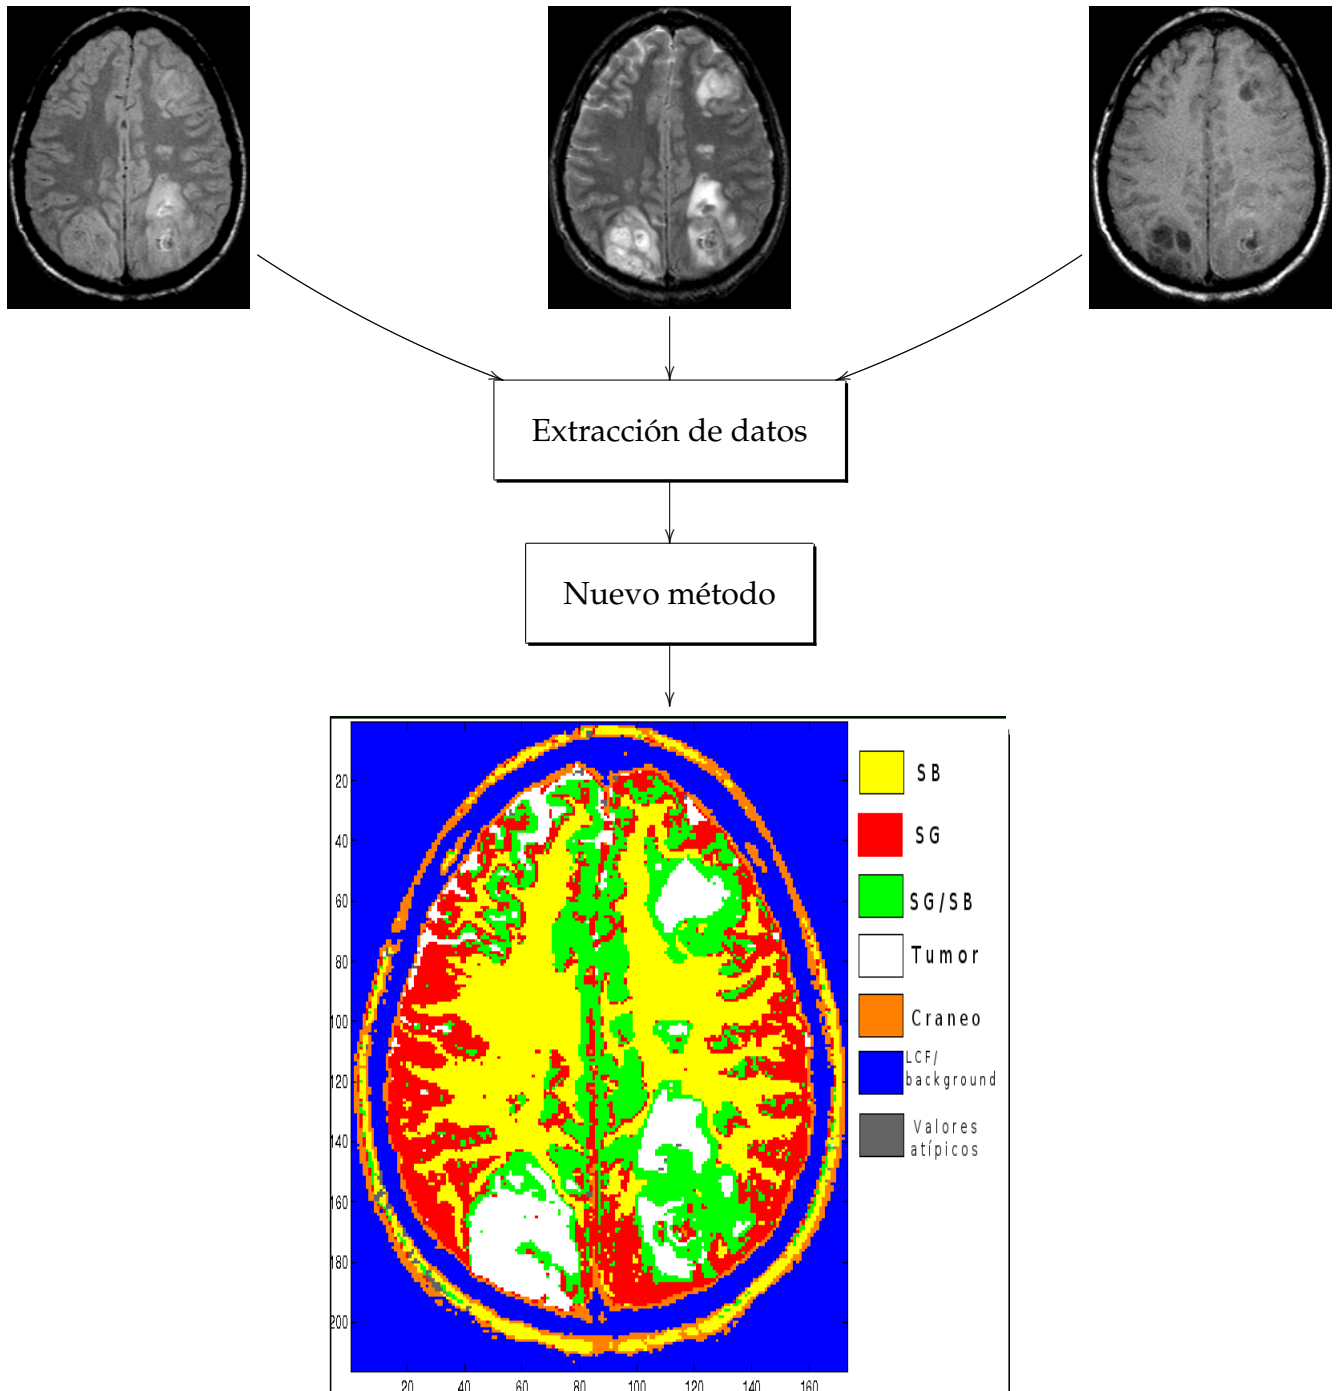 Extracción de datos
Nuevo método
SB
SG
SG/SB
Tumor
Craneo
LCF/
background
Valores
atípicos
20
40
60
80
100
120
140
160
180
200
20 40 60 80 100 120 140 160